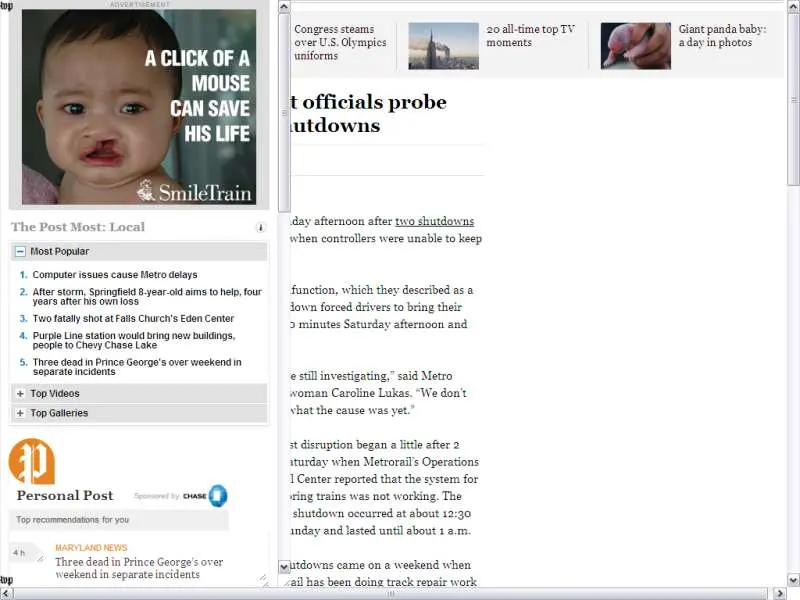 ADVERTISEMENT
A CLICK OF A
MOUSE
CAN SAVE
HIS LIFE
SmileTrain
The Post Most: Local
Most Popular
1. Computer issues cause Metro delays
2. After storm, Springfield 8-year-old aims to help, four
years after his own loss
3. Two fatally shot at Falls Church's Eden Center
4. Purple Line station would bring new buildings,
people to Chevy Chase Lake
5. Three dead in Prince George's over weekend in
separate incidents
Top Videos
Top Galleries
Personal Post
Sponsored by CHASE
Top recommendations for you
4 h
MARYLAND NEWS
Three dead in Prince George's over
weekend in separate incidents
Congress steams
over U.S. Olympics
uniforms
20 all-time top TV
moments
Giant panda baby:
a day in photos
t officials probe
utdowns
day afternoon after two shutdowns
when controllers were unable to keep
function, which they described as a
down forced drivers to bring their
0 minutes Saturday afternoon and
e still investigating,” said Metro
woman Caroline Lukas. “We don't
what the cause was yet.”
st disruption began a little after 2
aturday when Metrorail's Operations
l Center reported that the system for
oring trains was not working. The
shutdown occurred at about 12:30
unday and lasted until about 1 a.m.
utdowns came on a weekend when
ail has been doing track repair work